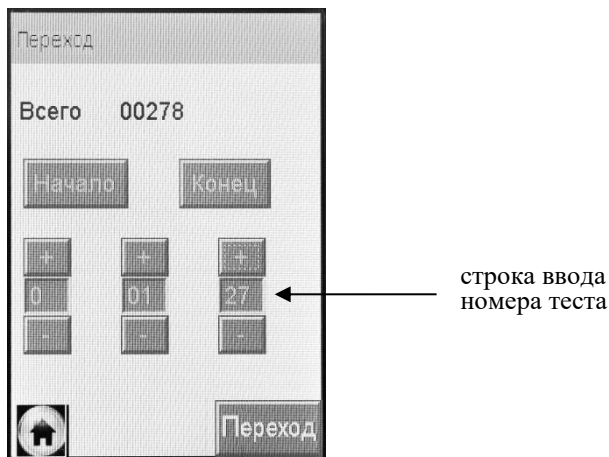 Переход
Всего 00278
Начало Конец
+ + +
0 01 27
- - -
Переход
строка ввода
номера теста